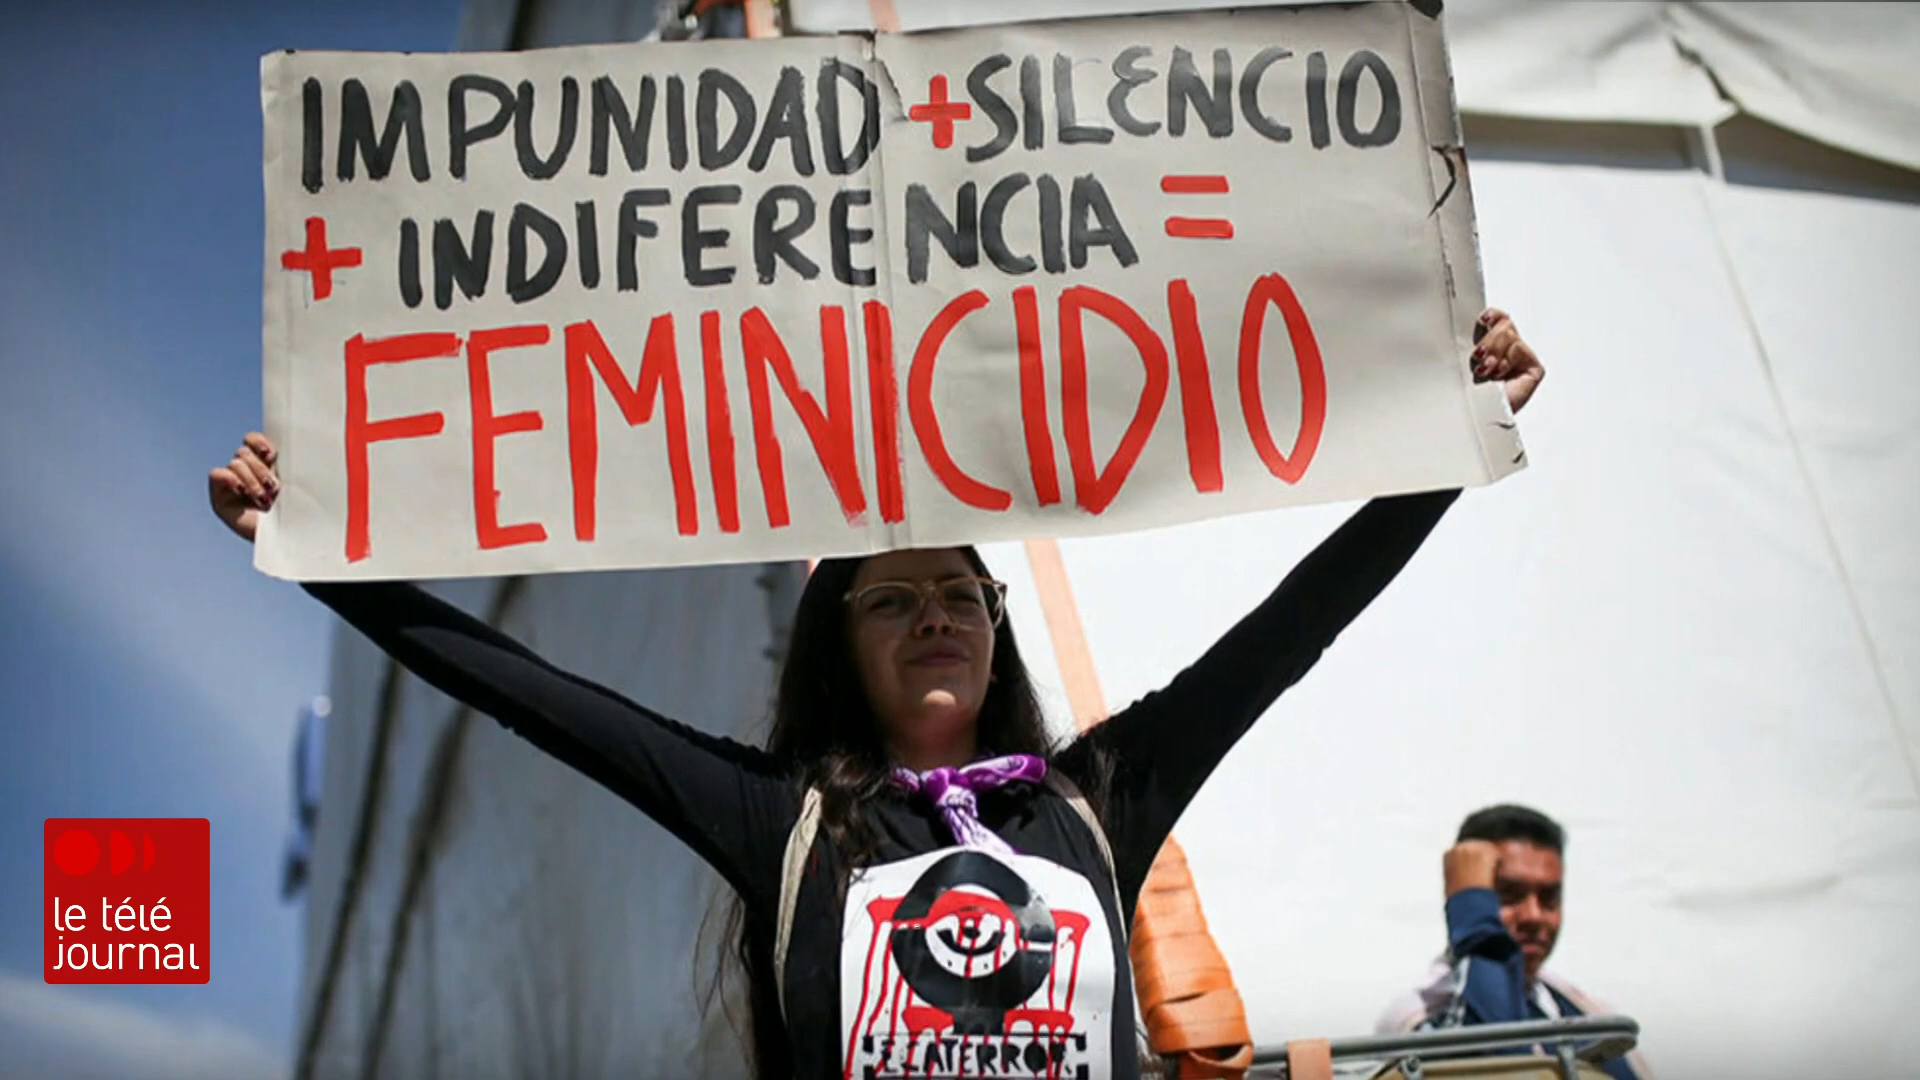 IMPUNIDAD + SILENCIO
+ INDIFERENCIA =
FEMINICIDIO
le télé
journal